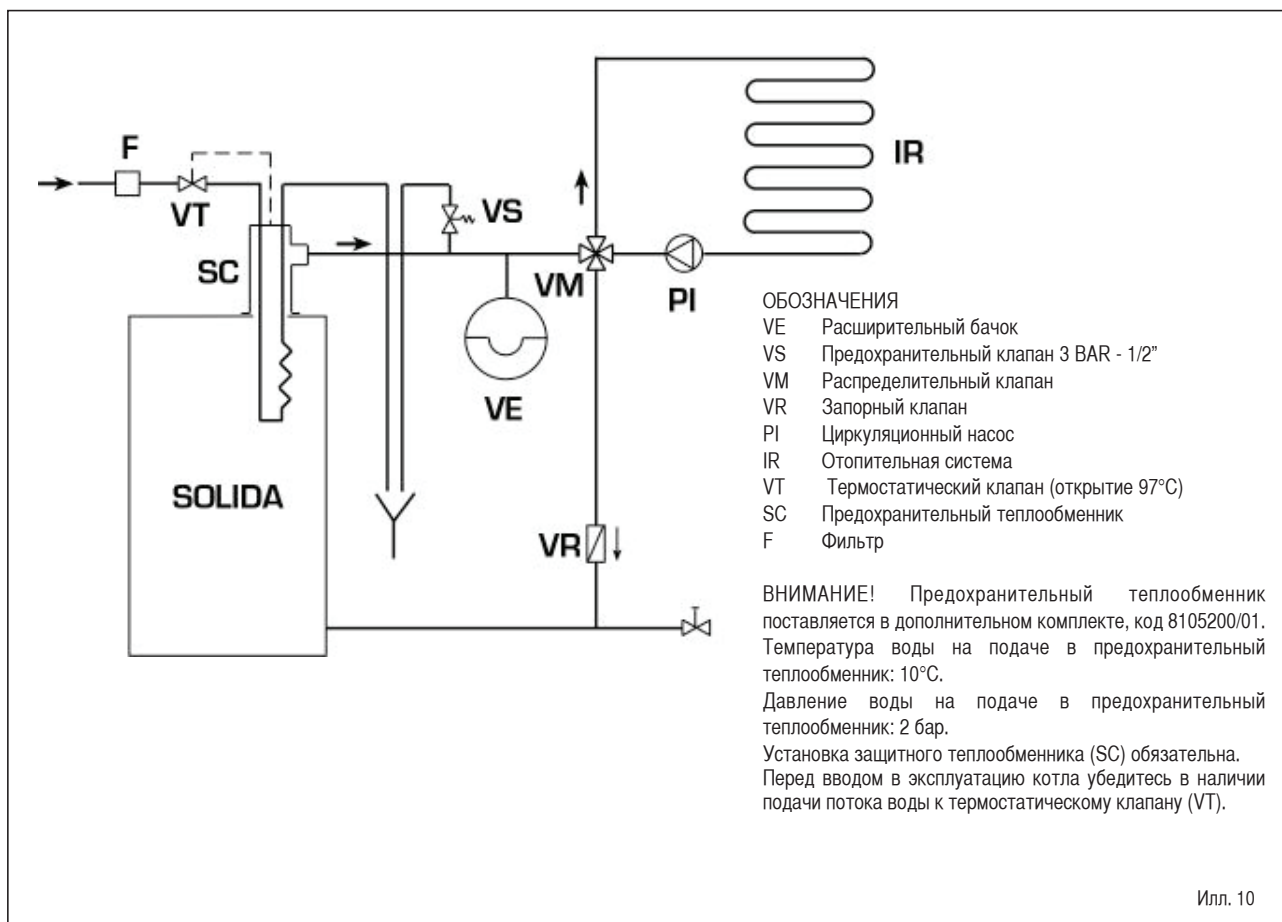 F
VT
VS
IR
SC
VM
PI
VE
SOLIDA
VR
ОБОЗНАЧЕНИЯ
VE Расширительный бачок
VS Предохранительный клапан 3 BAR - 1/2”
VM Распределительный клапан
VR Запорный клапан
PI Циркуляционный насос
IR Отопительная система
VT Термостатический клапан (открытие 97°C)
SC Предохранительный теплообменник
F Фильтр
ВНИМАНИЕ! Предохранительный теплообменник
поставляется в дополнительном комплекте, код 8105200/01.
Температура воды на подаче в предохранительный
теплообменник: 10°C.
Давление воды на подаче в предохранительный
теплообменник: 2 бар.
Установка защитного теплообменника (SC) обязательна.
Перед вводом в эксплуатацию котла убедитесь в наличии
подачи потока воды к термостатическому клапану (VT).
Илл. 10